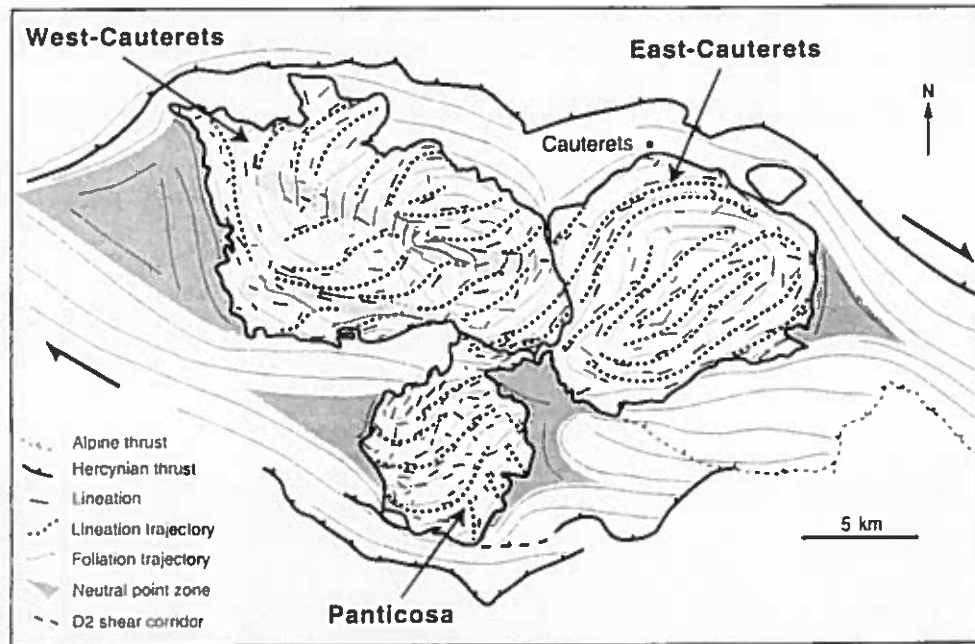 West-Cauterets
East-Cauterets
N
Cauterets
Alpine thrust
Hercynian thrust
Lineation
Lineation trajectory
Foliation trajectory
Neutral point zone
D2 shear corridor
5 km
Panticosa